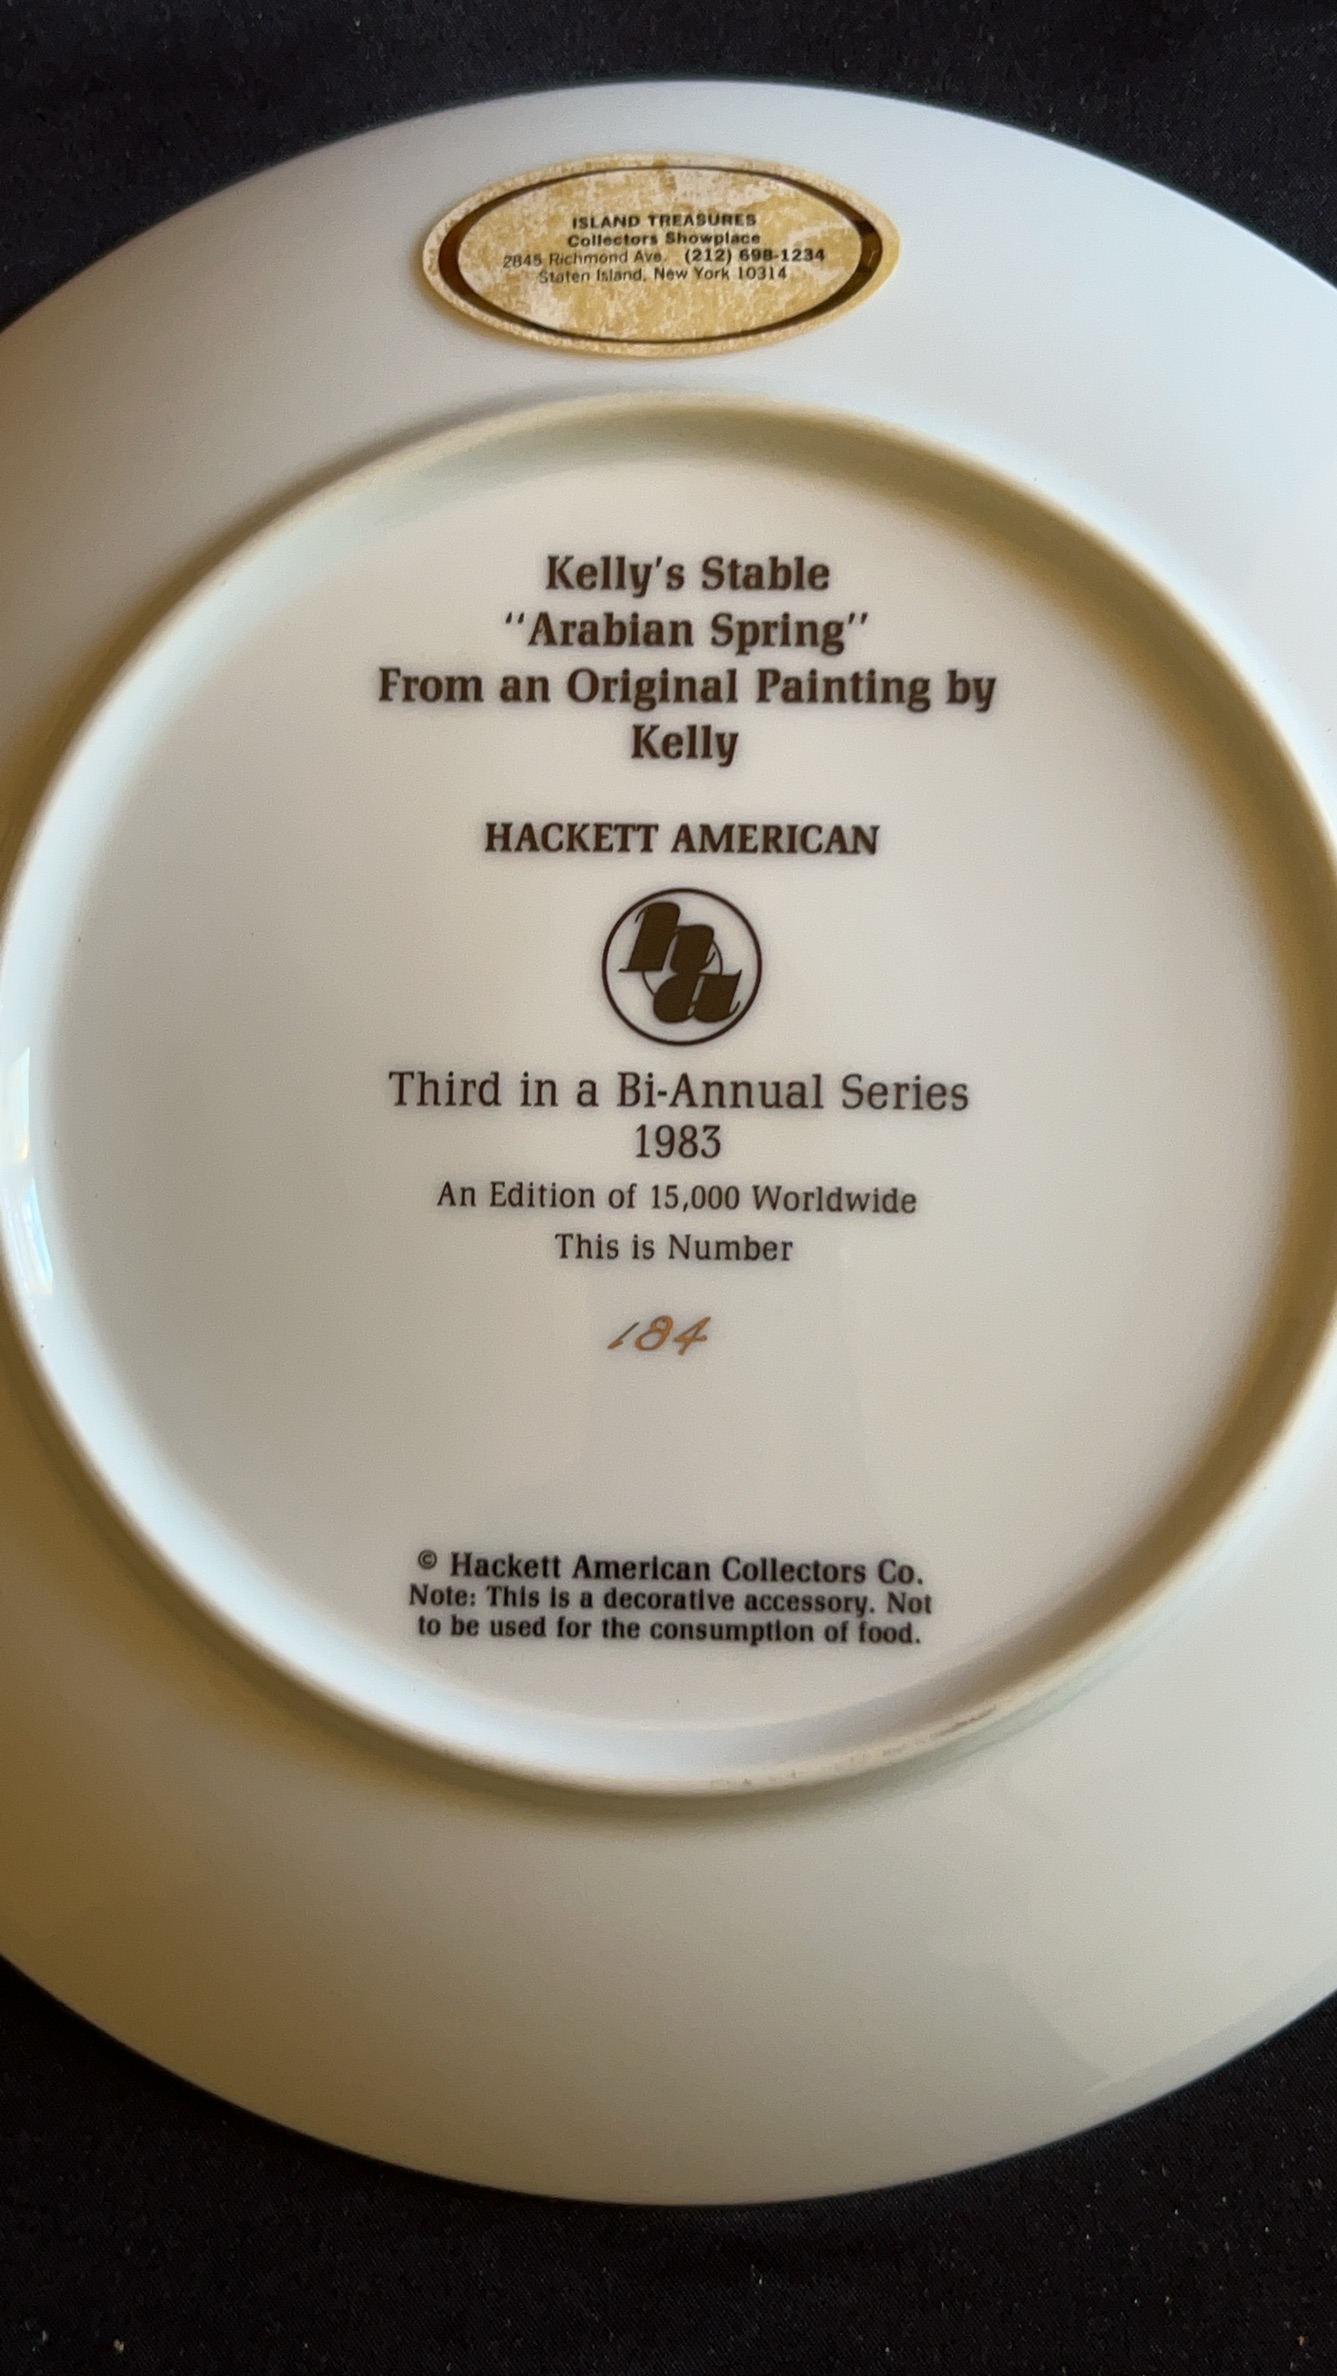 ISLAND TREASURES
Collectors Showplace
2845 Richmond Ave. (212) 698-1234
Staten Island, New York 10314
Kelly's Stable
"Arabian Spring"
From an Original Painting by
Kelly
HACKETT AMERICAN
ha
Third in a Bi-Annual Series
1983
An Edition of 15,000 Worldwide
This is Number
184
© Hackett American Collectors Co.
Note: This is a decorative accessory. Not
to be used for the consumption of food.